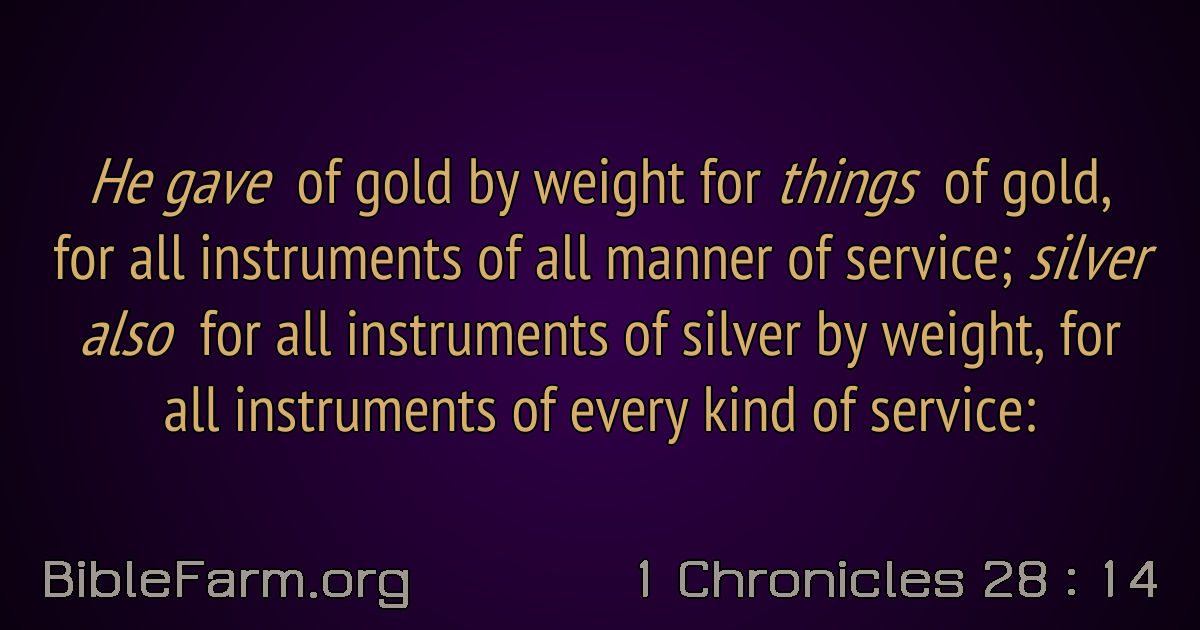 He gave of gold by weight for things of gold,
for all instruments of all manner of service; silver
also for all instruments of silver by weight, for
all instruments of every kind of service:
BibleFarm.org
1 Chronicles 28 : 14